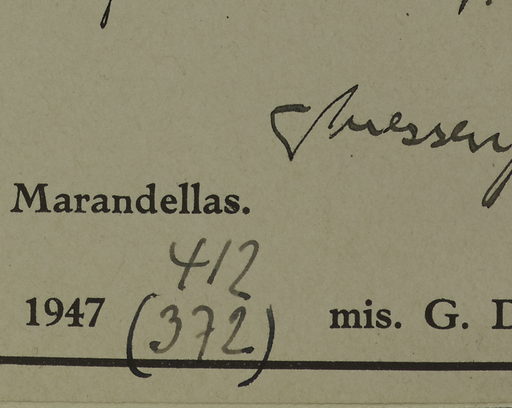 Marandellas.
412
1947 (372) mis. G. D